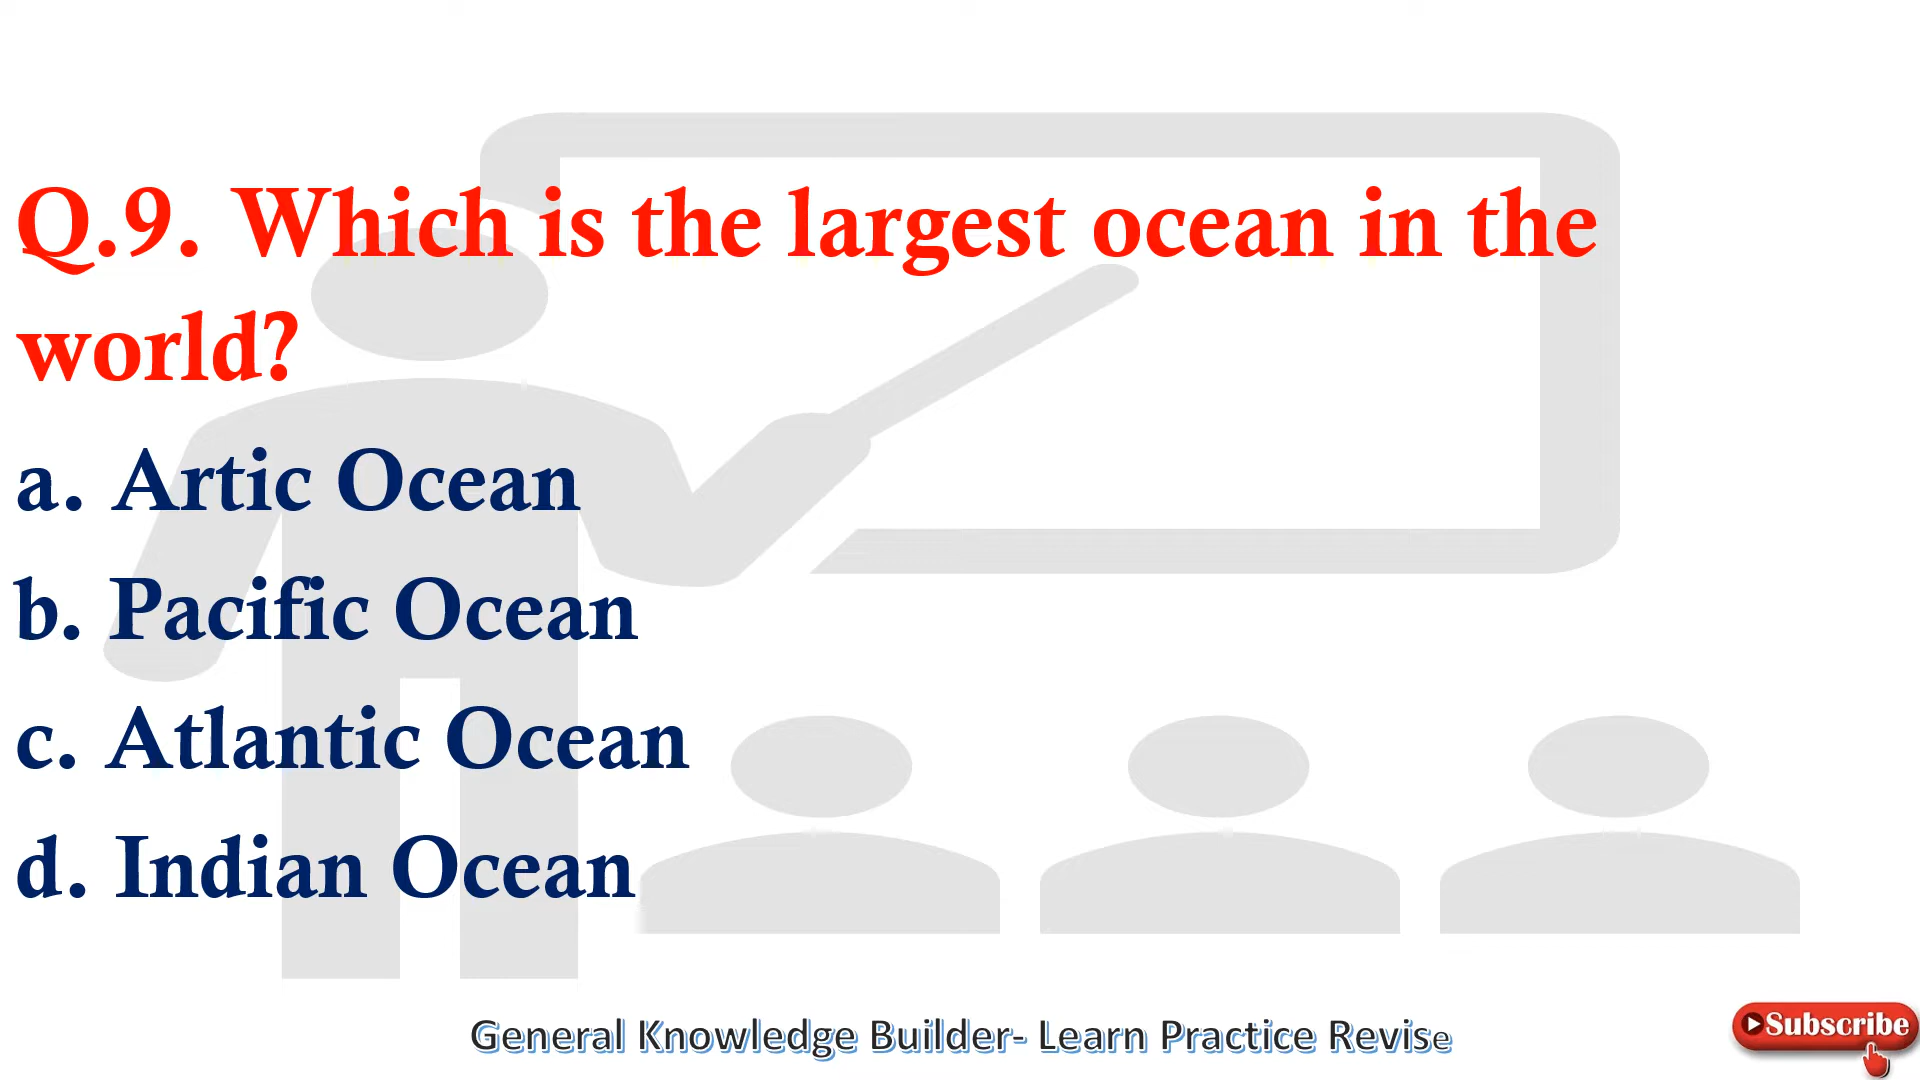 Q.9. Which is the largest ocean in the
world?
a. Artic Ocean
b. Pacific Ocean
c. Atlantic Ocean
d. Indian Ocean
General Knowledge Builder- Learn Practice Revise
Subscribe